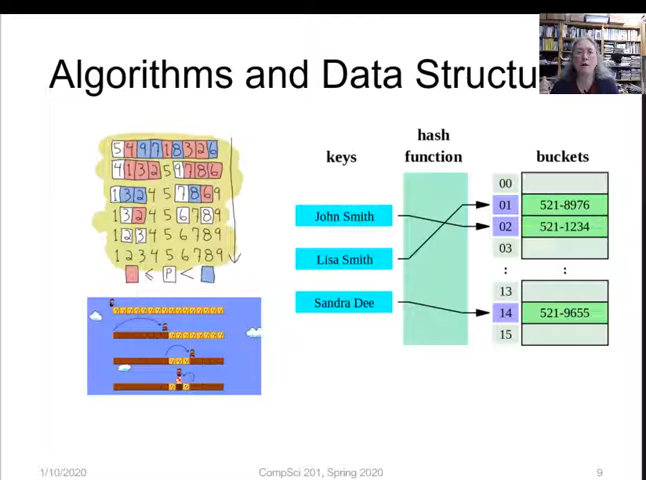 Algorithms and Data Structu
5 4 9 7 1 8 3 2 6
4 1 3 2 5 9 7 8 6
1 3 2 4 5 7 8 6 9
1 3 2 4 5 6 7 8 9
1 2 3 4 5 6 7 8 9
1 2 3 4 5 6 7 8 9
≤ P <
keys
hash
function
buckets
John Smith
Lisa Smith
Sandra Dee
00
01 521-8976
02 521-1234
03
: :
13
14 521-9655
15
1/10/2020
CompSci 201, Spring 2020
9